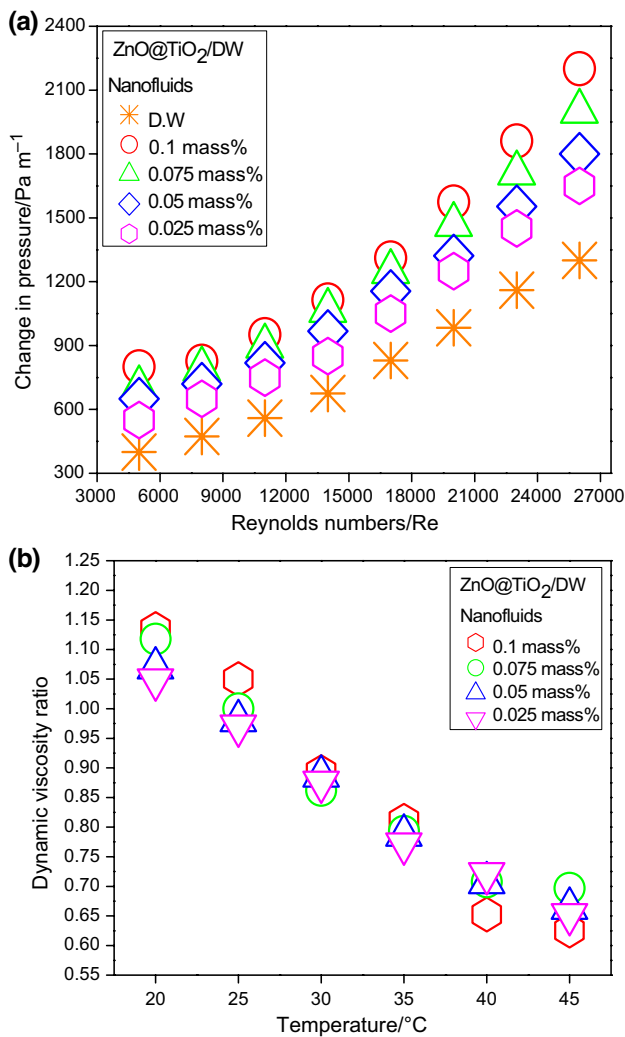 (a)
2400
2100
1800
1500
1200
900
600
300
Change in pressure/Pa m⁻¹
ZnO@TiO₂/DW
Nanofluids
D.W
0.1 mass%
0.075 mass%
0.05 mass%
0.025 mass%
3000 6000 9000 12000 15000 18000 21000 24000 27000
Reynolds numbers/Re
(b)
1.25
1.20
1.15
1.10
1.05
1.00
0.95
0.90
0.85
0.80
0.75
0.70
0.65
0.60
0.55
Dynamic viscosity ratio
ZnO@TiO₂/DW
Nanofluids
0.1 mass%
0.075 mass%
0.05 mass%
0.025 mass%
20 25 30 35 40 45
Temperature/°C